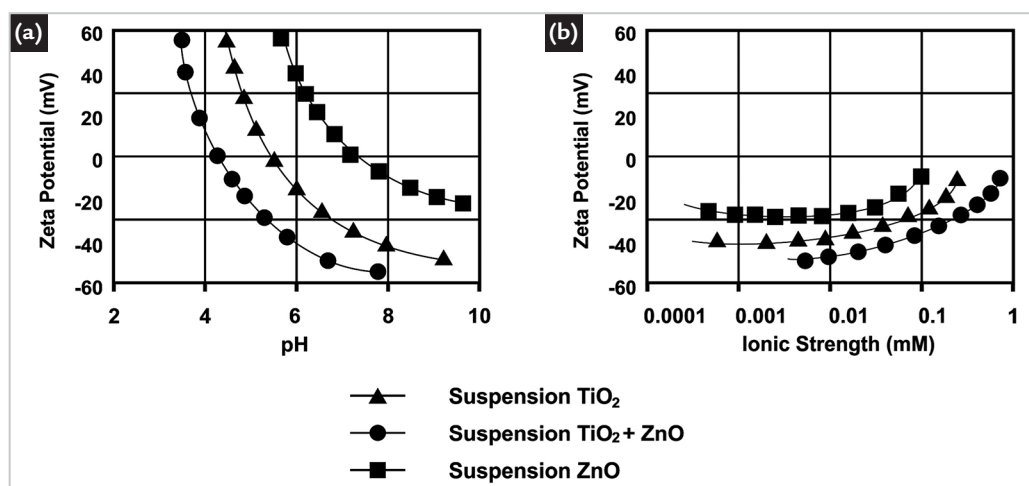 (a)
60
40
20
0
-20
-40
-60
Zeta Potential (mV)
2 4 6 8 10
pH
(b)
60
40
20
0
-20
-40
-60
Zeta Potential (mV)
0.0001 0.001 0.01 0.1 1
Ionic Strength (mM)
Suspension TiO₂
Suspension TiO₂ + ZnO
Suspension ZnO